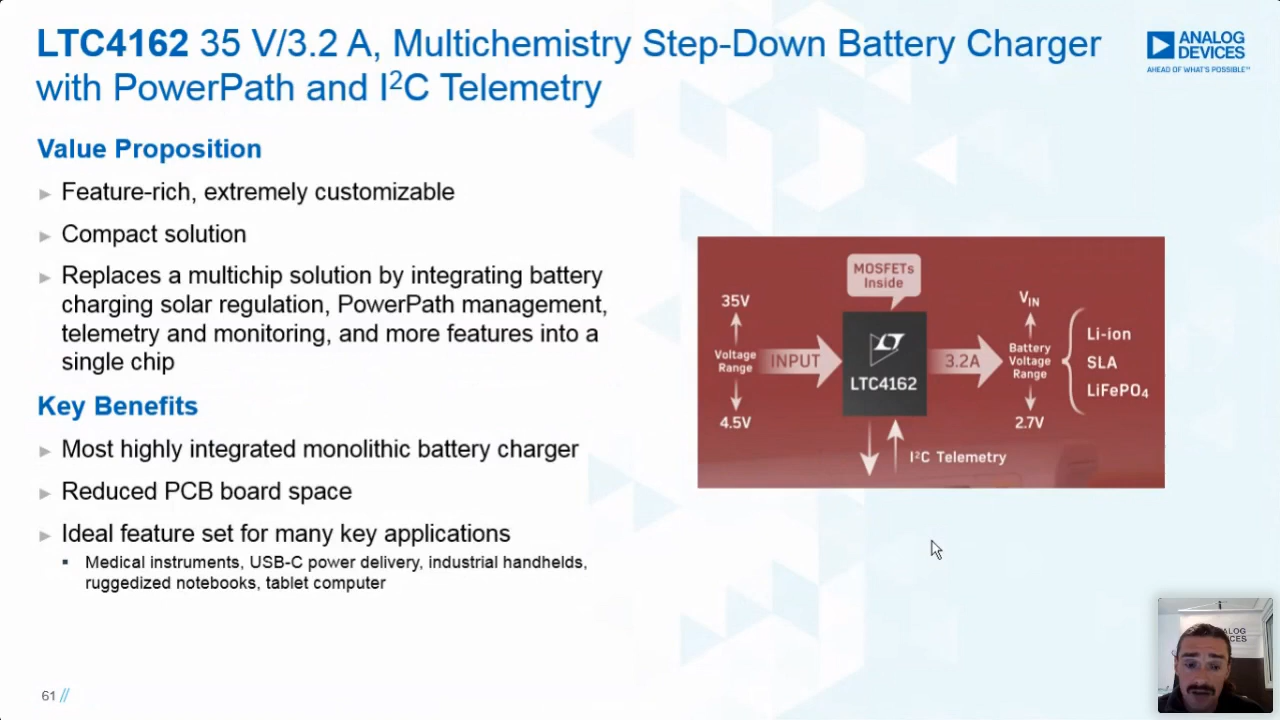 LTC4162 35 V/3.2 A, Multichemistry Step-Down Battery Charger
with PowerPath and I²C Telemetry
ANALOG
DEVICES
AHEAD OF WHAT'S POSSIBLE™
Value Proposition
Feature-rich, extremely customizable
Compact solution
Replaces a multichip solution by integrating battery
charging solar regulation, PowerPath management,
telemetry and monitoring, and more features into a
single chip
Key Benefits
Most highly integrated monolithic battery charger
Reduced PCB board space
Ideal feature set for many key applications
Medical instruments, USB-C power delivery, industrial handhelds,
ruggedized notebooks, tablet computer
MOSFETs
Inside
35V
Voltage
Range
4.5V
INPUT
LTC4162
3.2A
VIN
Battery
Voltage
Range
2.7V
Li-ion
SLA
LiFePO4
I²C Telemetry
61 //